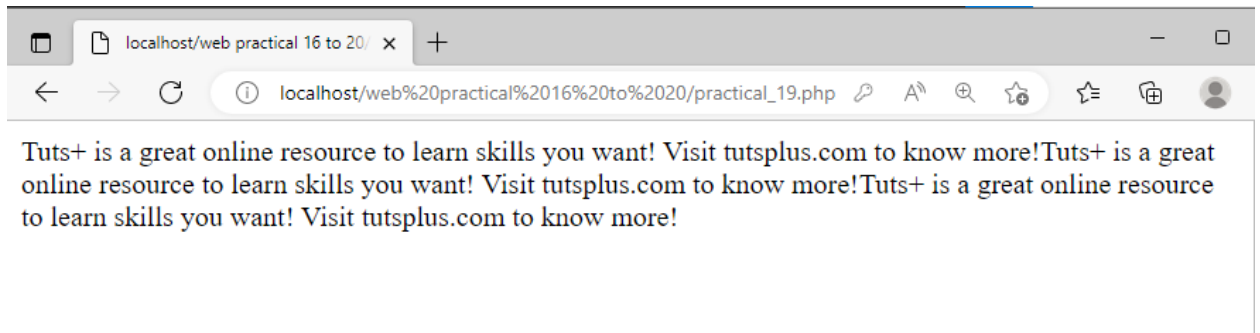 localhost/web practical 16 to 20/
localhost/web%20practical%2016%20to%2020/practical_19.php
Tuts+ is a great online resource to learn skills you want! Visit tutsplus.com to know more!Tuts+ is a great
online resource to learn skills you want! Visit tutsplus.com to know more!Tuts+ is a great online resource
to learn skills you want! Visit tutsplus.com to know more!